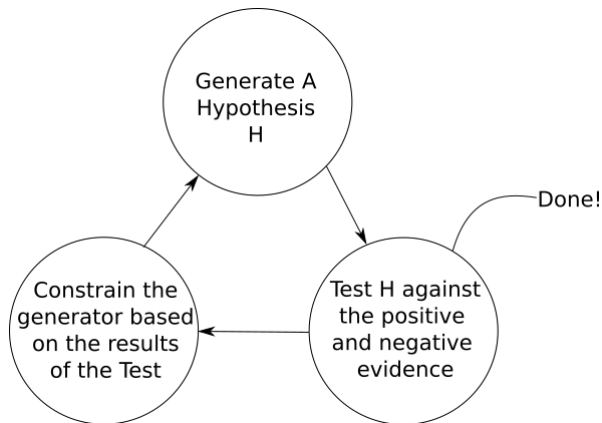 Generate A
Hypothesis
H
Done!
Constrain the
generator based
on the results
of the Test
Test H against
the positive
and negative
evidence